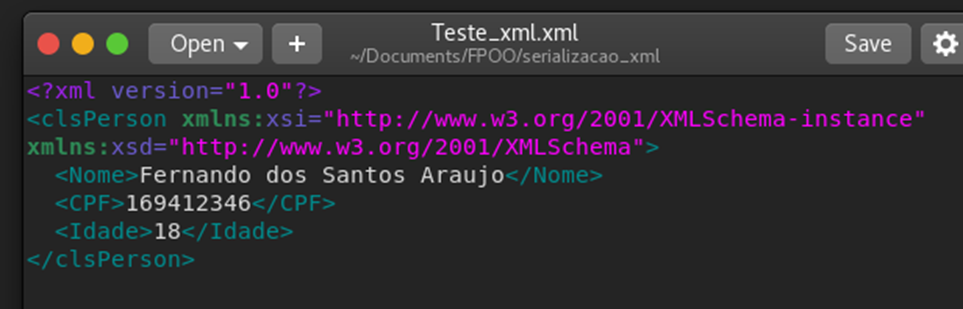 Open
+
Teste_xml.xml
~/Documents/FPOO/serializacao_xml
Save
<?xml version="1.0"?>
<clsPerson xmlns:xsi="http://www.w3.org/2001/XMLSchema-instance"
xmlns:xsd="http://www.w3.org/2001/XMLSchema">
  <Nome>Fernando dos Santos Araujo</Nome>
  <CPF>169412346</CPF>
  <Idade>18</Idade>
</clsPerson>